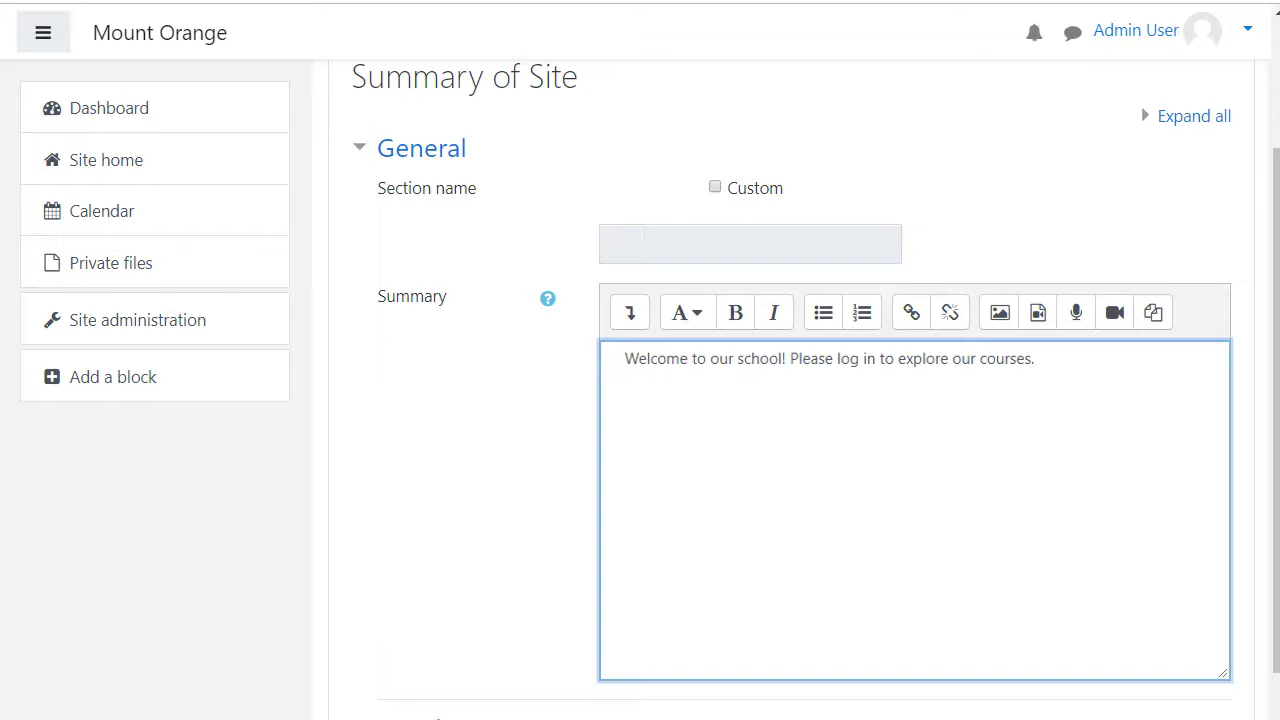 Mount Orange
Admin User
Dashboard
Site home
Calendar
Private files
Site administration
Add a block
Summary of Site
Expand all
General
Section name
Custom
Summary
A B I
Welcome to our school! Please log in to explore our courses.